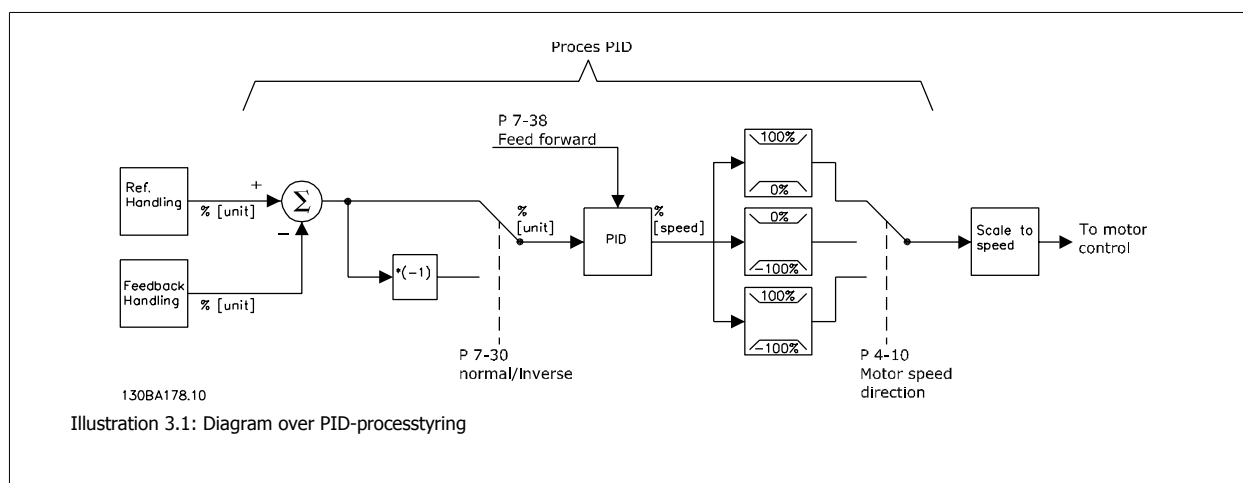 Proces PID
P 7-38
Feed forward
100%
0%
Ref.
Handling
+
% [unit]
Σ
−
%
[unit]
PID
%
[speed]
0%
-100%
Scale to
speed
To motor
control
*(-1)
Feedback
Handling
% [unit]
100%
-100%
P 7-30
normal/Inverse
P 4-10
Motor speed
direction
130BA178.10
Illustration 3.1: Diagram over PID-processtyring